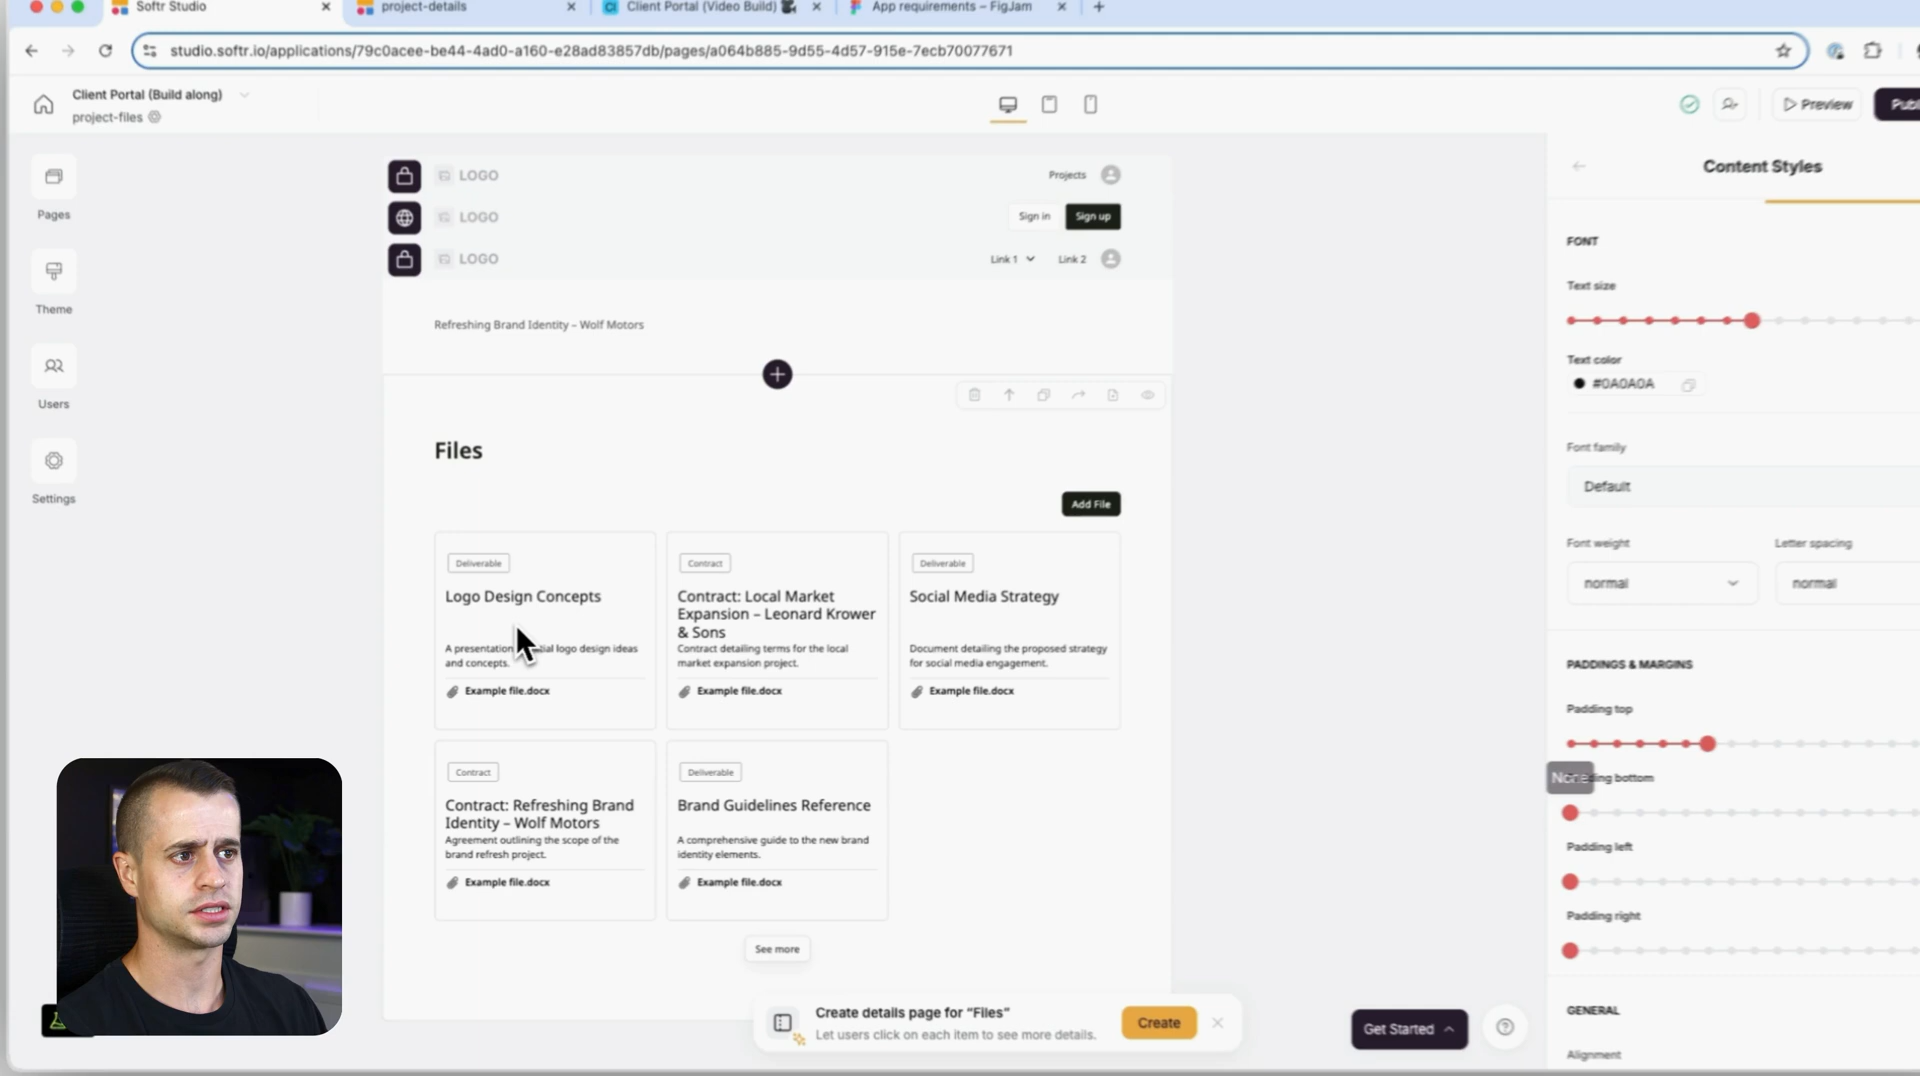 Softr Studio
project-details
Client Portal (Video Build)
App requirements – FigJam
studio.softr.io/applications/79c0acee-be44-4ad0-a160-e28ad83857db/pages/a064b885-9d55-4d57-915e-7ecb70077671
Client Portal (Build along)
project-files
Preview
Pages
Theme
Users
Settings
LOGO
Projects
LOGO
Sign in
Sign up
LOGO
Link 1
Link 2
Refreshing Brand Identity – Wolf Motors
Files
Add File
Deliverable
Logo Design Concepts
A presentation logo design ideas
and concepts.
Example file.docx
Contract
Contract: Local Market
Expansion – Leonard Krower
& Sons
Contract detailing terms for the local
market expansion project.
Example file.docx
Deliverable
Social Media Strategy
Document detailing the proposed strategy
for social media engagement.
Example file.docx
Contract
Contract: Refreshing Brand
Identity – Wolf Motors
Agreement outlining the scope of the
brand refresh project.
Example file.docx
Deliverable
Brand Guidelines Reference
A comprehensive guide to the new brand
identity elements.
Example file.docx
See more
Create details page for “Files”
Let users click on each item to see more details.
Create
Get Started
Content Styles
FONT
Text size
Text color
#0A0A0A
Font family
Default
Font weight
Letter spacing
normal
normal
PADDINGS & MARGINS
Padding top
bottom
Padding left
Padding right
GENERAL
Alignment